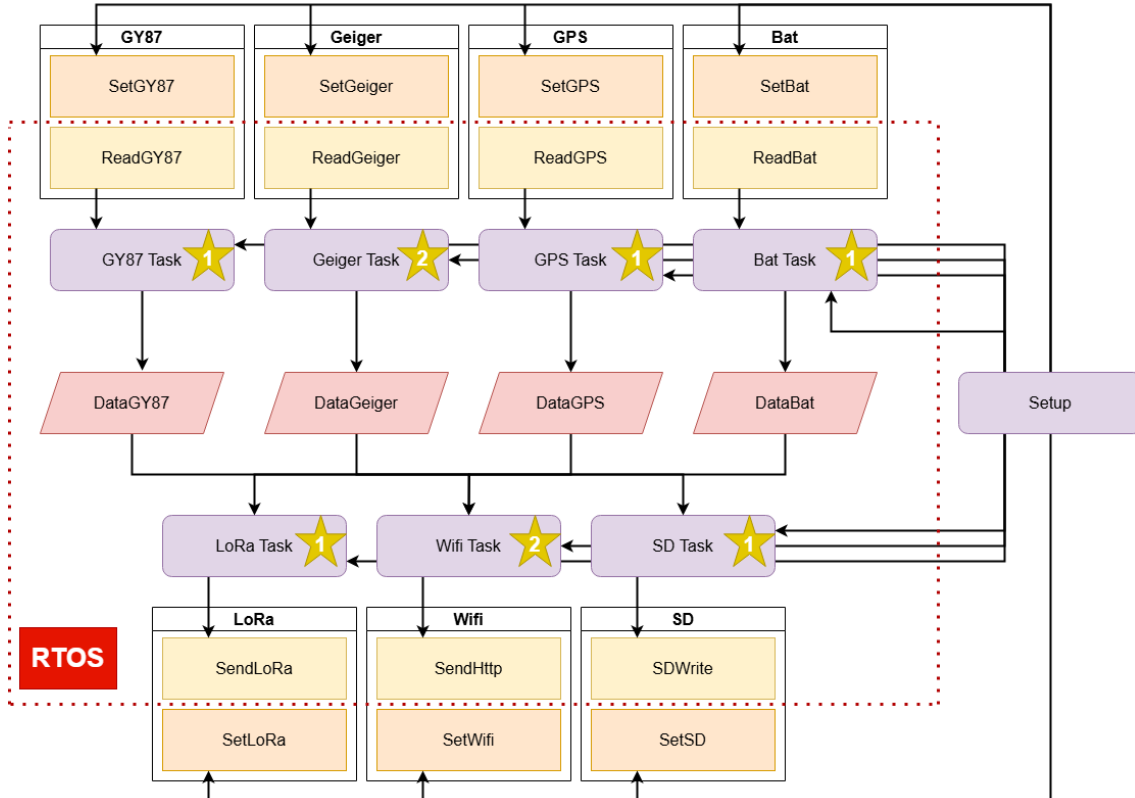 GY87
Geiger
GPS
Bat
SetGY87
SetGeiger
SetGPS
SetBat
ReadGY87
ReadGeiger
ReadGPS
ReadBat
GY87 Task
1
Geiger Task
2
GPS Task
1
Bat Task
1
DataGY87
DataGeiger
DataGPS
DataBat
Setup
LoRa Task
1
Wifi Task
2
SD Task
1
LoRa
Wifi
SD
RTOS
SendLoRa
SendHttp
SDWrite
SetLoRa
SetWifi
SetSD